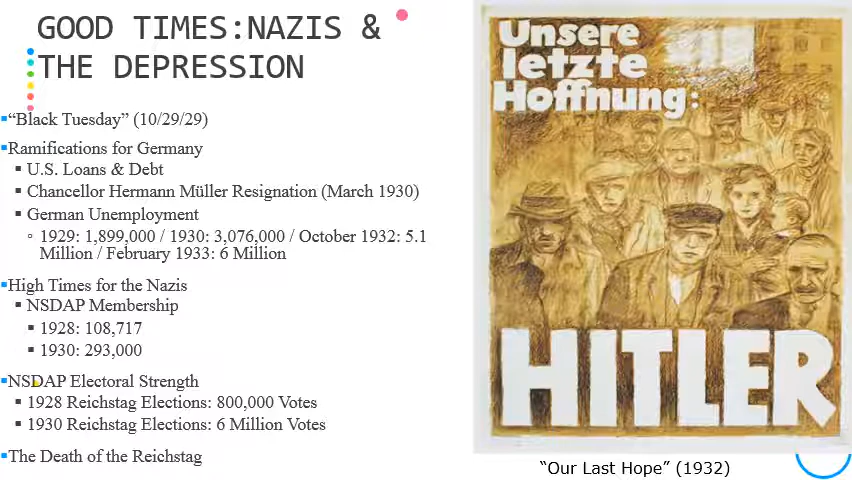 GOOD TIMES:NAZIS &
THE DEPRESSION
“Black Tuesday” (10/29/29)
Ramifications for Germany
U.S. Loans & Debt
Chancellor Hermann Müller Resignation (March 1930)
German Unemployment
1929: 1,899,000 / 1930: 3,076,000 / October 1932: 5.1
Million / February 1933: 6 Million
High Times for the Nazis
NSDAP Membership
1928: 108,717
1930: 293,000
NSDAP Electoral Strength
1928 Reichstag Elections: 800,000 Votes
1930 Reichstag Elections: 6 Million Votes
The Death of the Reichstag
Unsere
letzte
Hoffnung:
HITLER
“Our Last Hope” (1932)